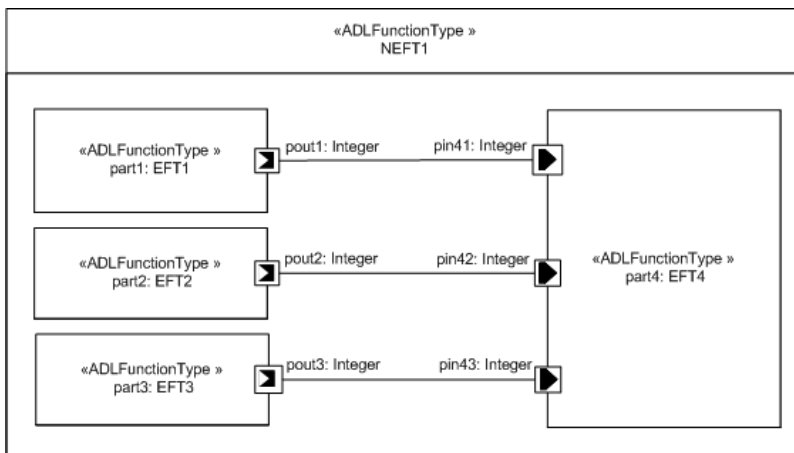 «ADLFunctionType »
NEFT1
«ADLFunctionType »
part1: EFT1
pout1: Integer
pin41: Integer
«ADLFunctionType »
part2: EFT2
pout2: Integer
pin42: Integer
«ADLFunctionType »
part4: EFT4
«ADLFunctionType »
part3: EFT3
pout3: Integer
pin43: Integer